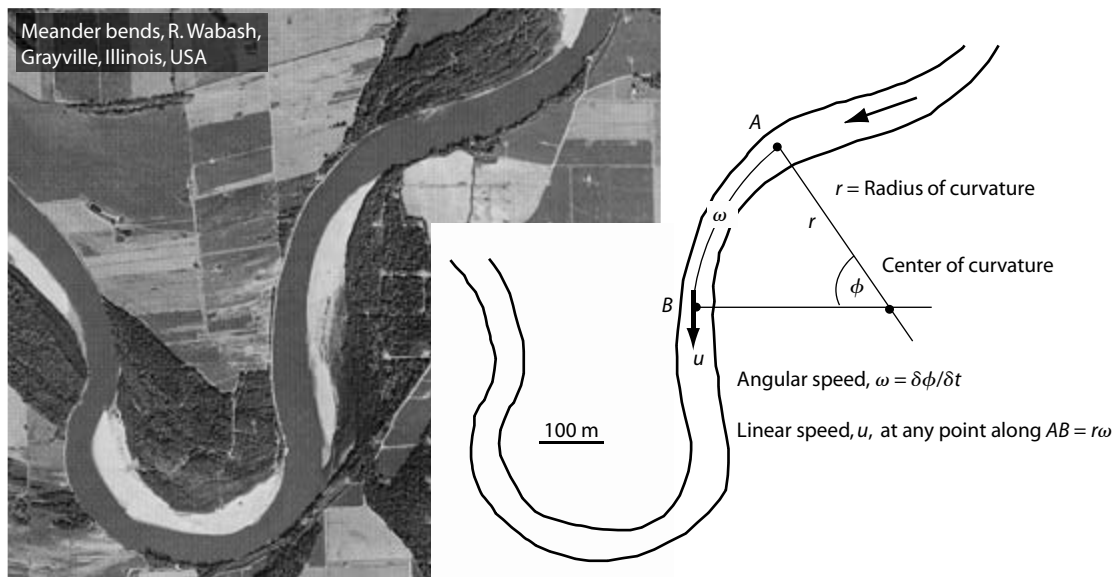 Meander bends, R. Wabash,
Grayville, Illinois, USA
A
r = Radius of curvature
ω
r
Center of curvature
ϕ
B
u
Angular speed, ω = δϕ/δt
100 m
Linear speed, u, at any point along AB = rω